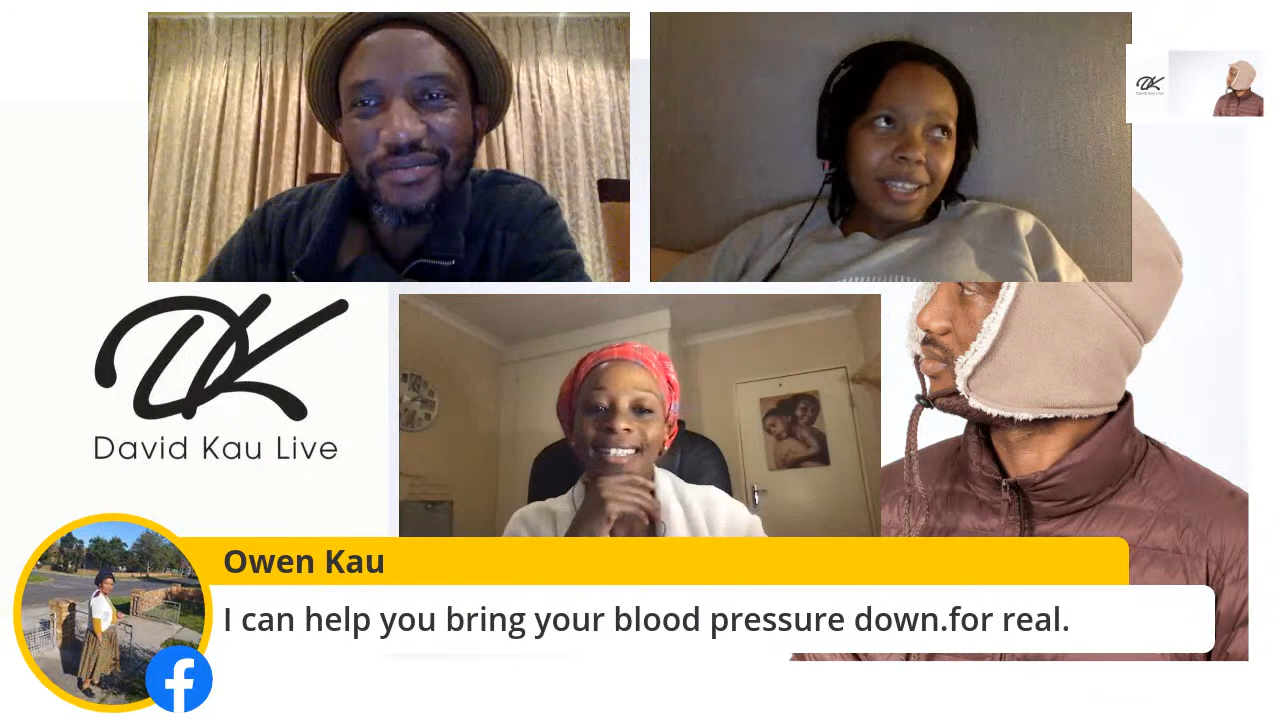 DK
David Kau Live
Owen Kau
I can help you bring your blood pressure down.for real.